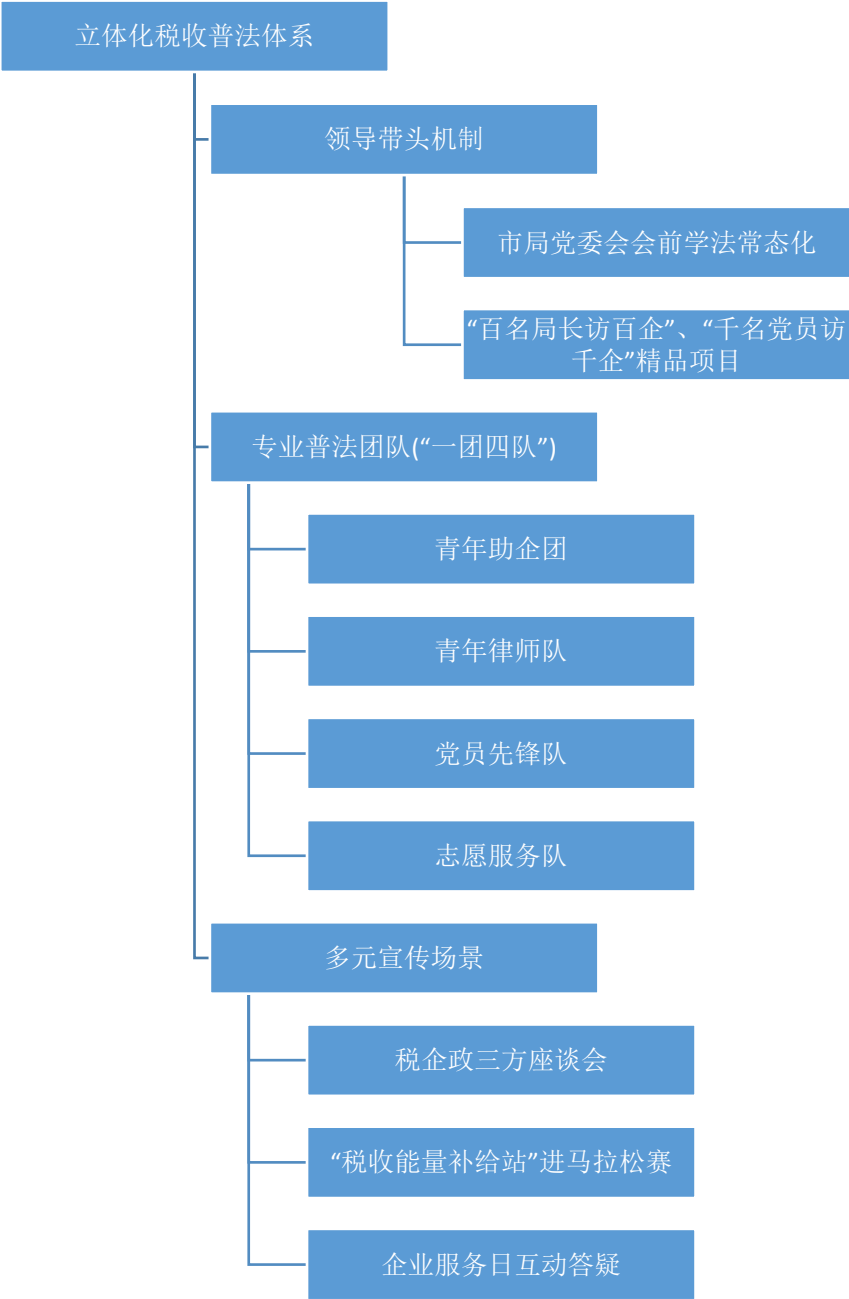 立体化税收普法体系
领导带头机制
市局党委会会前学法常态化
“百名局长访百企”、“千名党员访
千企”精品项目
专业普法团队(“一团四队”)
青年助企团
青年律师队
党员先锋队
志愿服务队
多元宣传场景
税企政三方座谈会
“税收能量补给站”进马拉松赛
企业服务日互动答疑